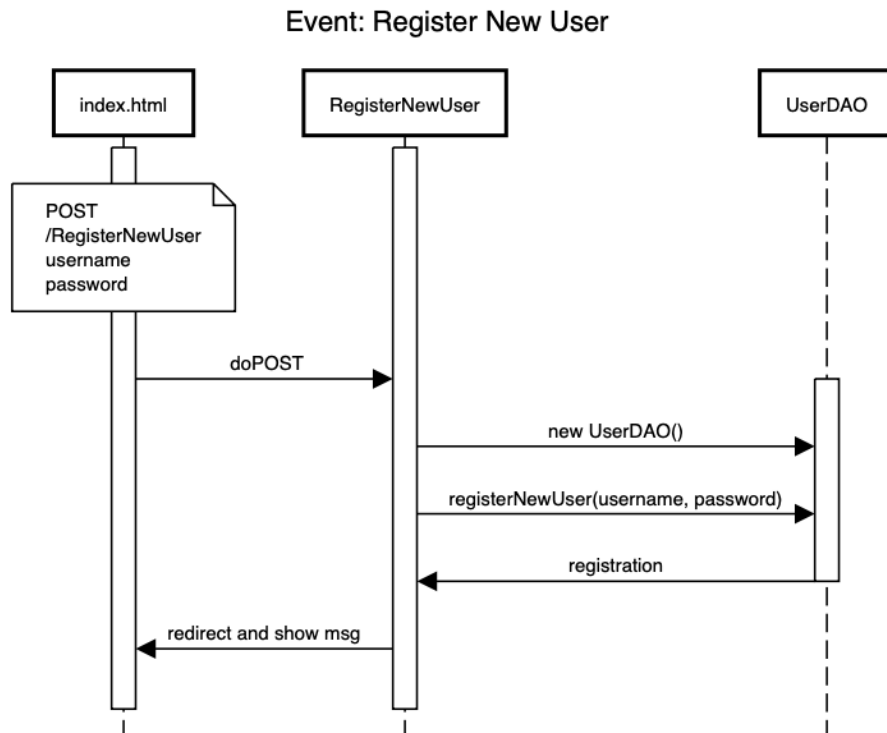 Event: Register New User
index.html
RegisterNewUser
UserDAO
POST
/RegisterNewUser
username
password
doPOST
new UserDAO()
registerNewUser(username, password)
registration
redirect and show msg